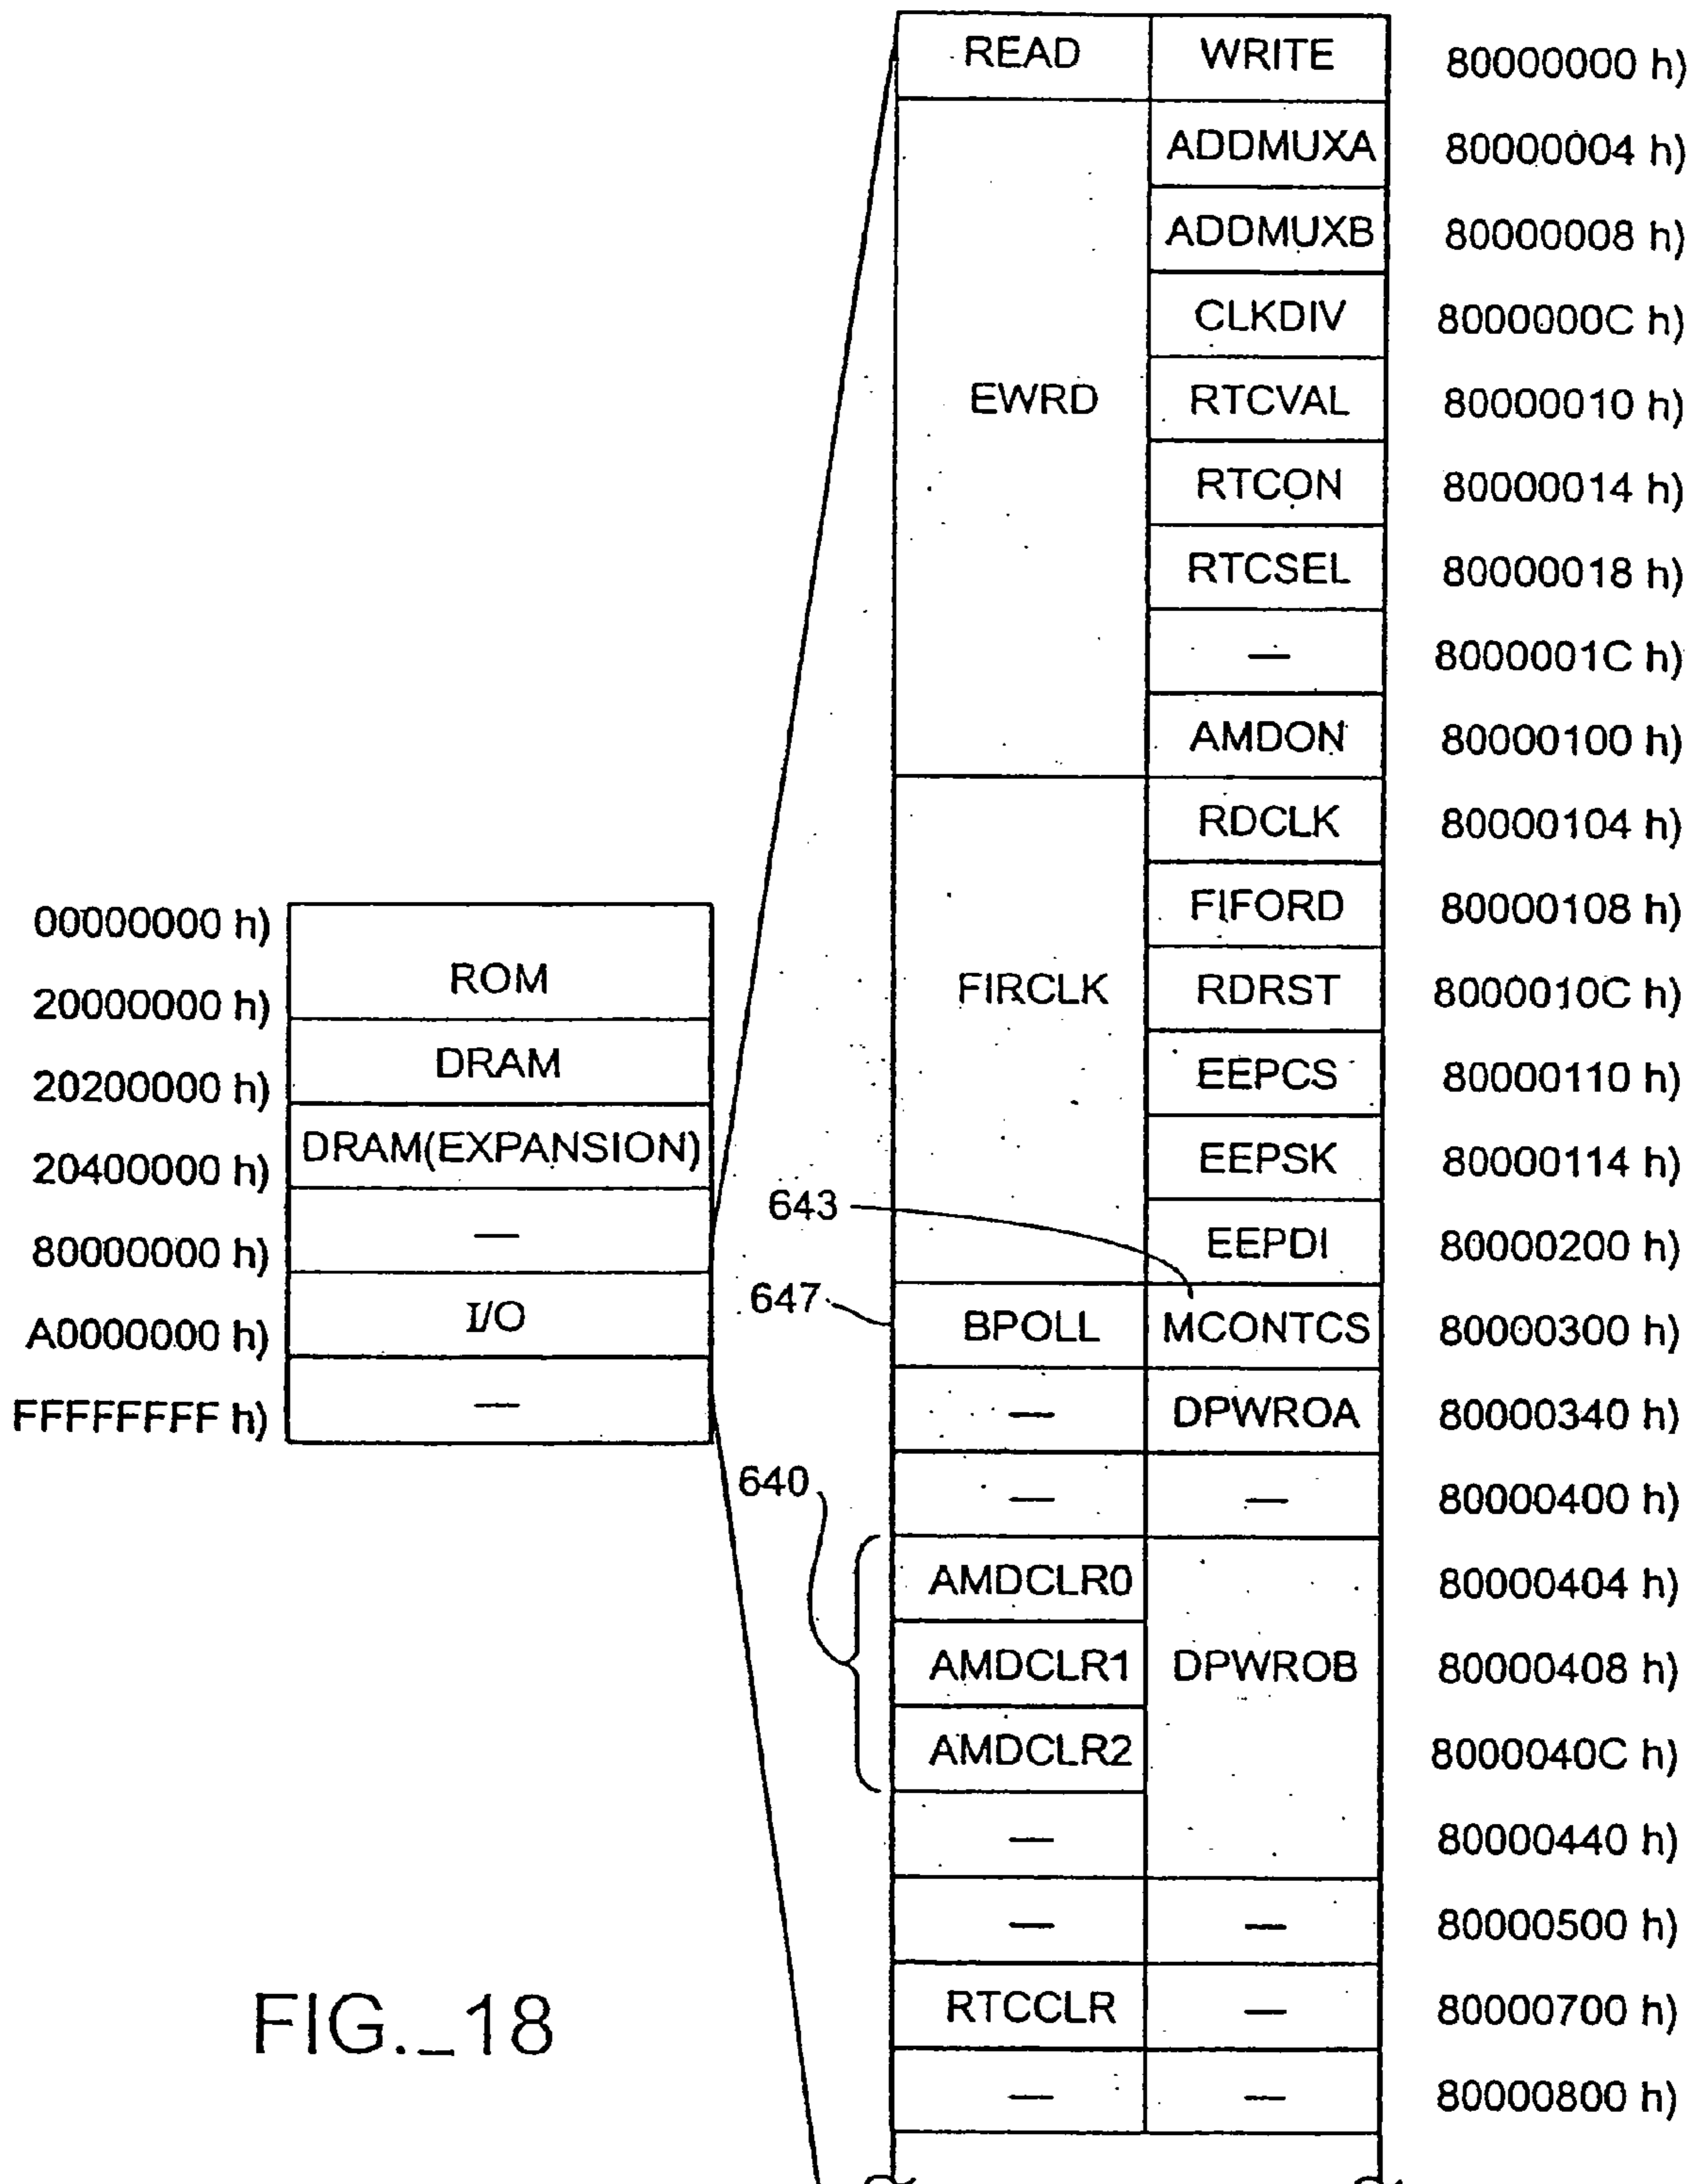 READ WRITE 80000000 h)
ADDMUXA 80000004 h)
ADDMUXB 80000008 h)
CLKDIV 8000000C h)
EWRD RTCVAL 80000010 h)
RTCON 80000014 h)
RTCSEL 80000018 h)
— 8000001C h)
AMDON 80000100 h)
RDCLK 80000104 h)
FIFORD 80000108 h)
FIRCLK RDRST 8000010C h)
EEPCS 80000110 h)
EEPSK 80000114 h)
643
EEPDI 80000200 h)
647 BPOLL MCONTCS 80000300 h)
— DPWROA 80000340 h)
640
— — 80000400 h)
AMDCLR0 80000404 h)
AMDCLR1 DPWROB 80000408 h)
AMDCLR2 8000040C h)
— 80000440 h)
— — 80000500 h)
RTCCLR — 80000700 h)
— — 80000800 h)
00000000 h)
ROM
20000000 h)
DRAM
20200000 h)
DRAM(EXPANSION)
20400000 h)
—
80000000 h)
I/O
A0000000 h)
—
FFFFFFFF h)
FIG._18